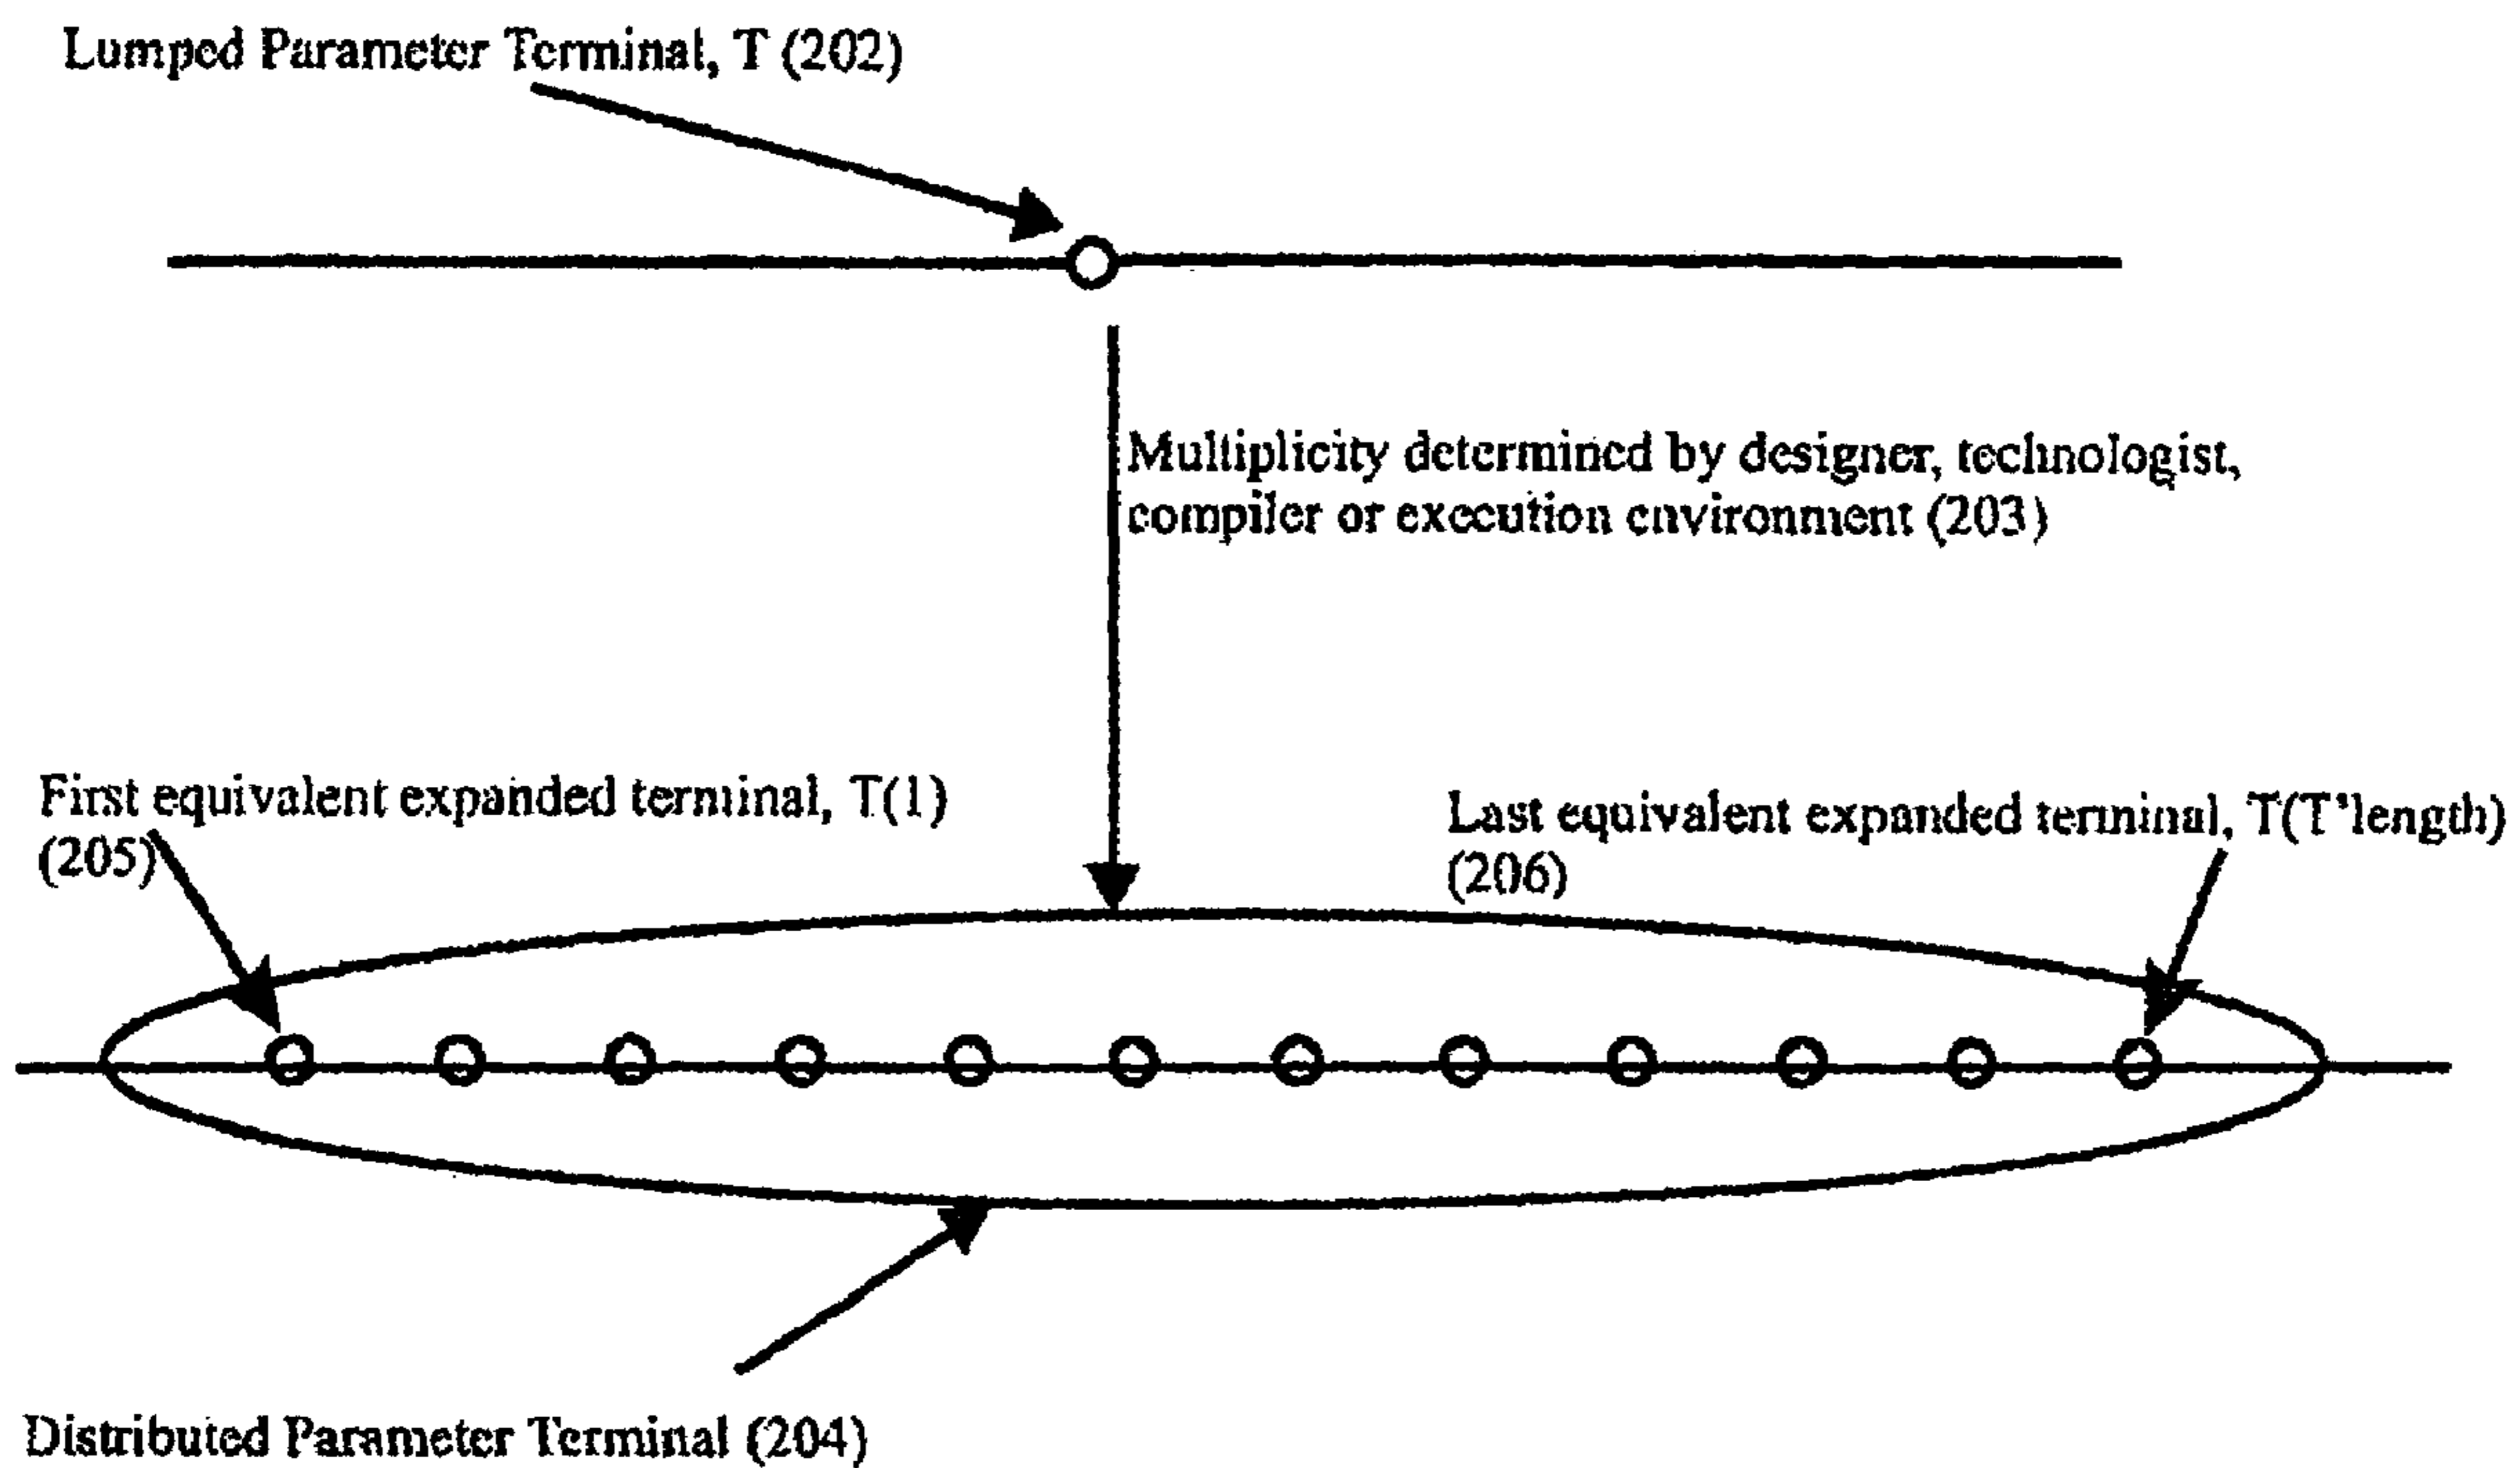 Lumped Parameter Terminal, T (202)
Multiplicity determined by designer, technologist,
compiler or execution environment (203)
First equivalent expanded terminal, T(1)
(205)
Last equivalent expanded terminal, T(T'length)
(206)
Distributed Parameter Terminal (204)